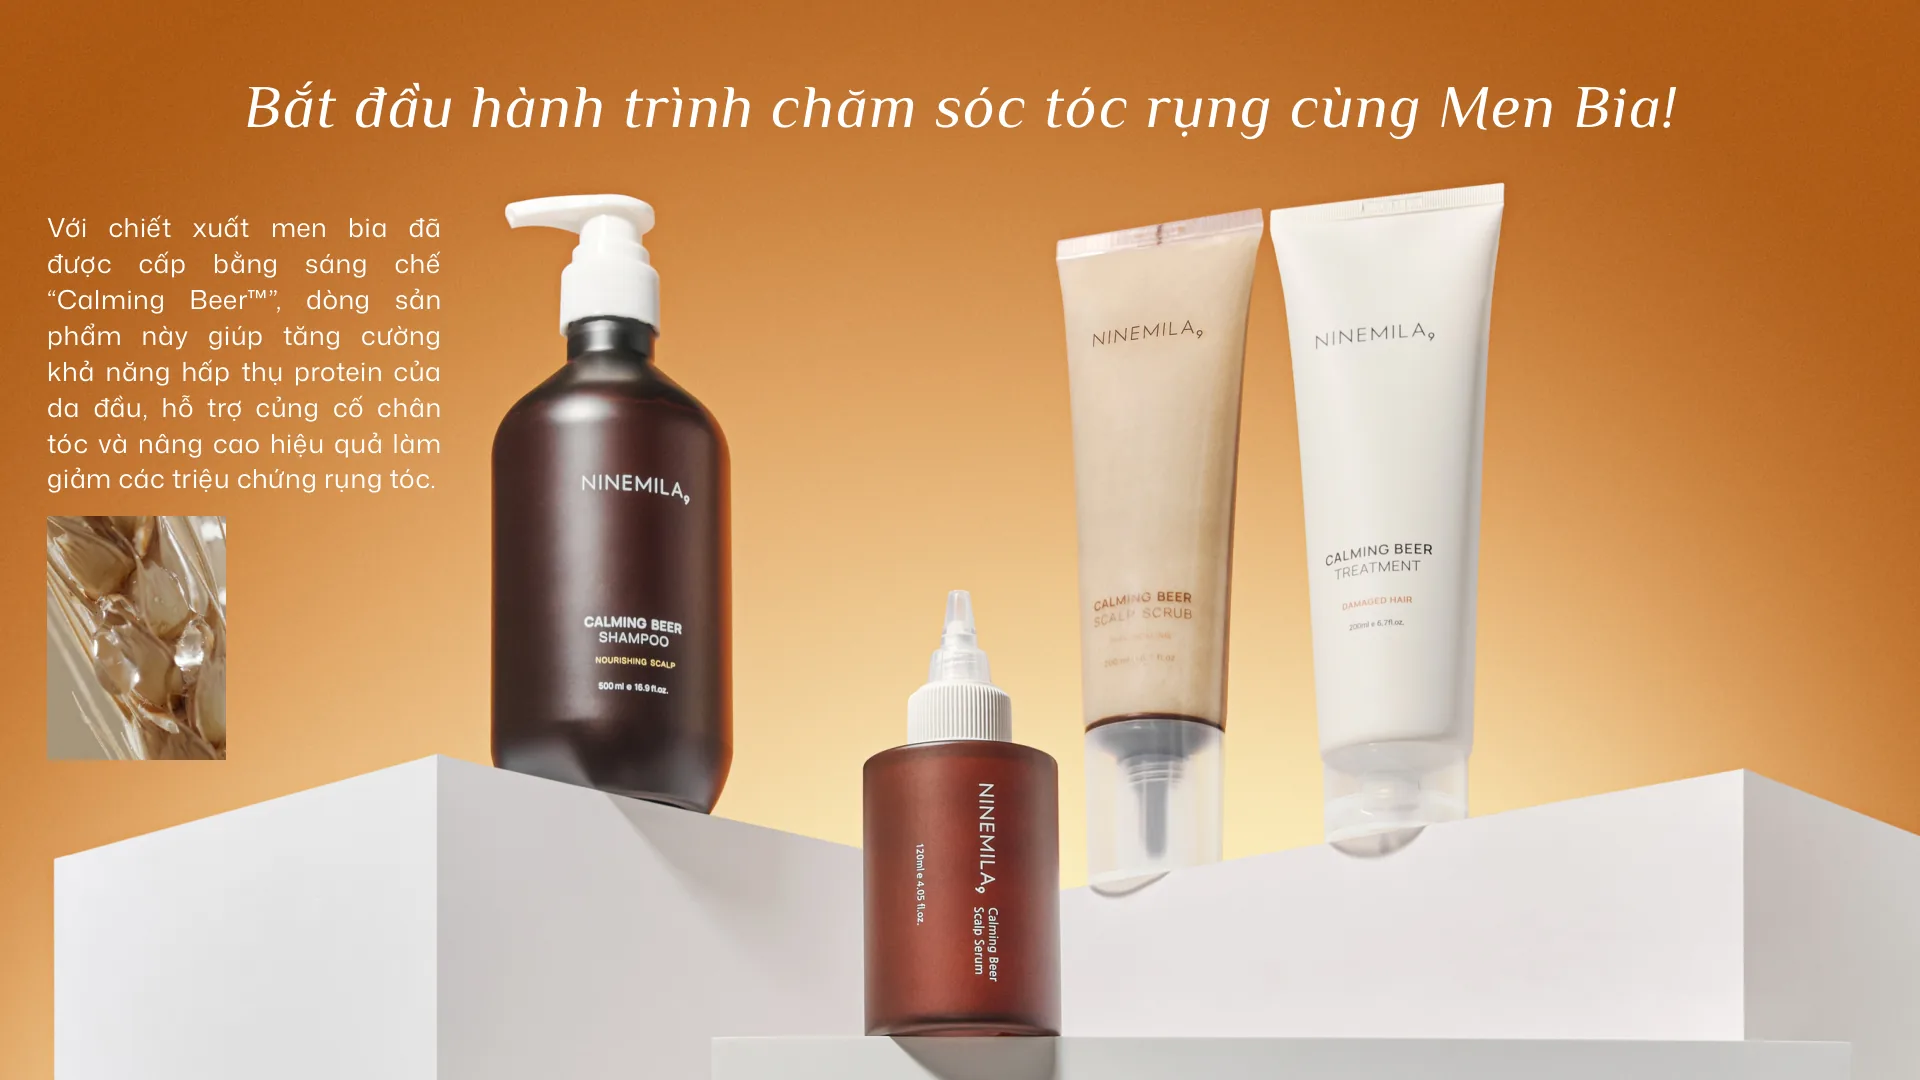 Bắt đầu hành trình chăm sóc tóc rụng cùng Men Bia!
Với chiết xuất men bia đã
được cấp bằng sáng chế
“Calming Beer™”, dòng sản
phẩm này giúp tăng cường
khả năng hấp thụ protein của
da đầu, hỗ trợ củng cố chân
tóc và nâng cao hiệu quả làm
giảm các triệu chứng rụng tóc.
NINEMILA9
CALMING BEER
SHAMPOO
NOURISHING SCALP
500 ml e 16.9 fl.oz.
NINEMILA9
Calming Beer
Scalp Serum
120ml e 4.05 fl.oz.
NINEMILA9
CALMING BEER
SCALP SCRUB
NINEMILA9
CALMING BEER
TREATMENT
DAMAGED HAIR
200ml e 6.7fl.oz.